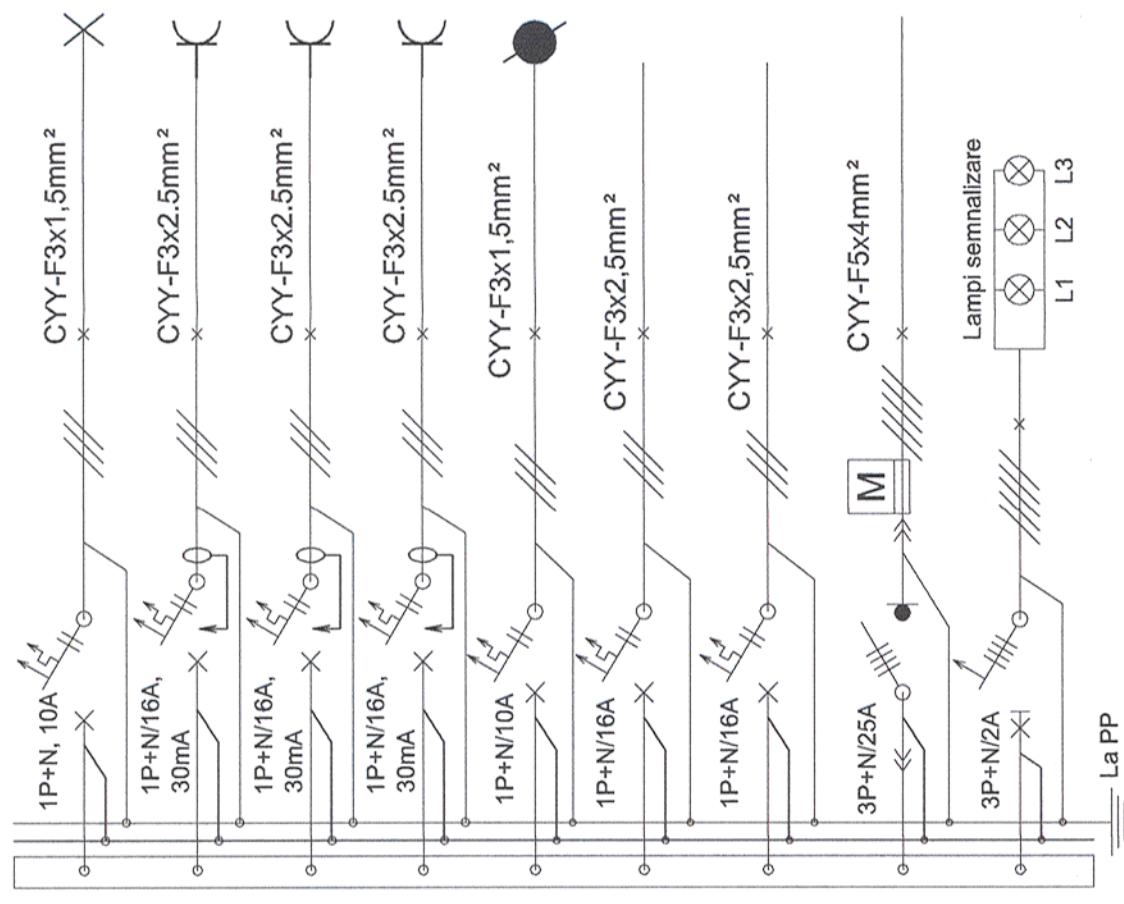 1P+N, 10A
CYY-F3x1,5mm²
1P+N/16A,
30mA
CYY-F3x2.5mm²
1P+N/16A,
30mA
CYY-F3x2.5mm²
1P+N/16A,
30mA
CYY-F3x2.5mm²
1P+N/10A
CYY-F3x1,5mm²
1P+N/16A
CYY-F3x2,5mm²
1P+N/16A
CYY-F3x2,5mm²
3P+N/25A
M
CYY-F5x4mm²
3P+N/2A
Lampi semnalizare
L1
L2
L3
La PP